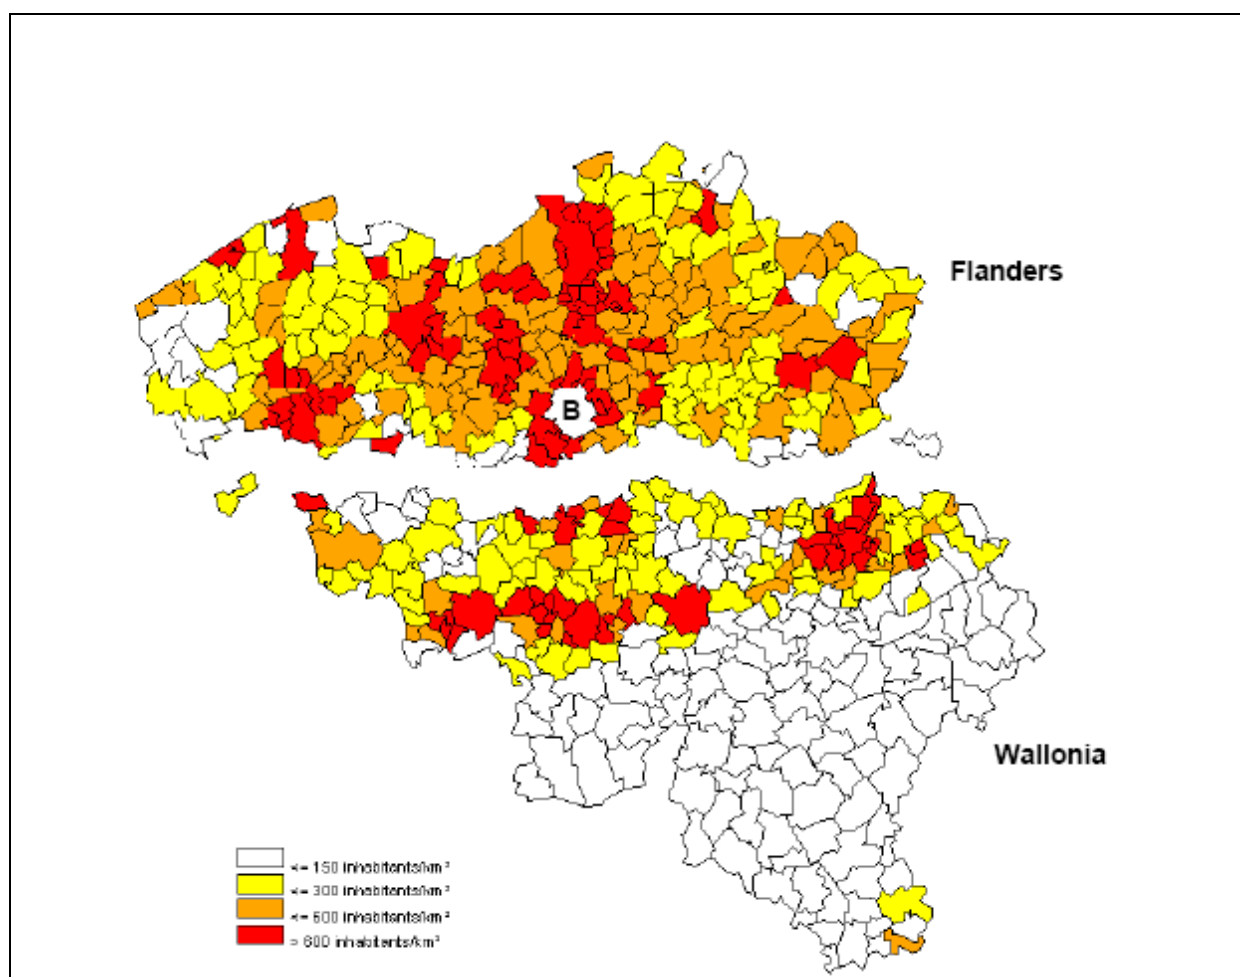 Flanders
B
Wallonia
<= 150 inhabitants/km²
<= 300 inhabitants/km²
<= 600 inhabitants/km²
> 600 inhabitants/km²